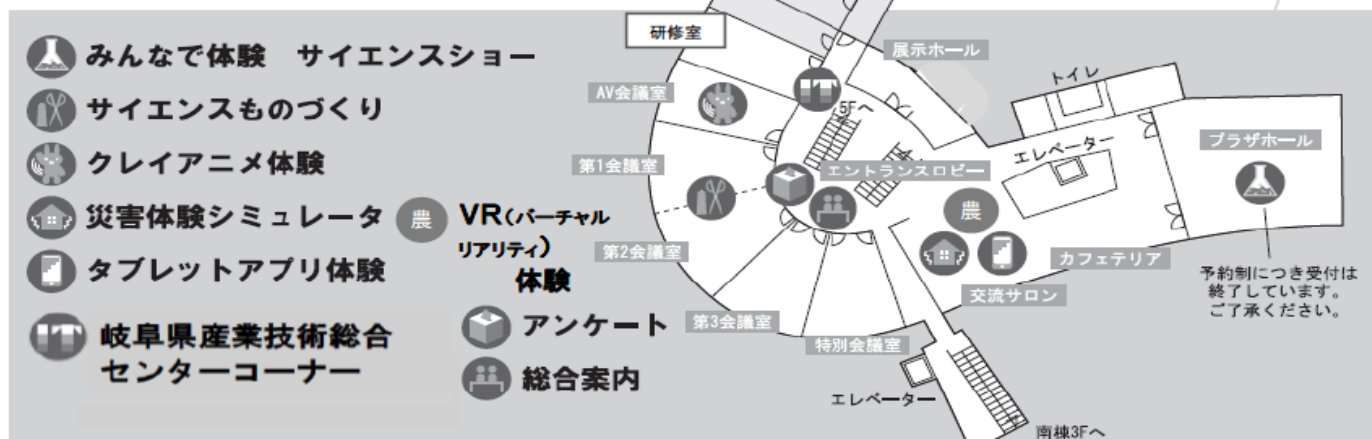 みんなで体験　サイエンスショー
サイエンスものづくり
クレイアニメ体験
災害体験シミュレータ
農
VR(バーチャル
リアリティ)
体験
タブレットアプリ体験
アンケート
岐阜県産業技術総合
センターコーナー
総合案内
研修室
展示ホール
AV会議室
5Fへ
トイレ
エレベーター
プラザホール
第1会議室
エントランスロビー
農
第2会議室
カフェテリア
交流サロン
予約制につき受付は
終了しています。
ご了承ください。
第3会議室
特別会議室
エレベーター
南棟3Fへ